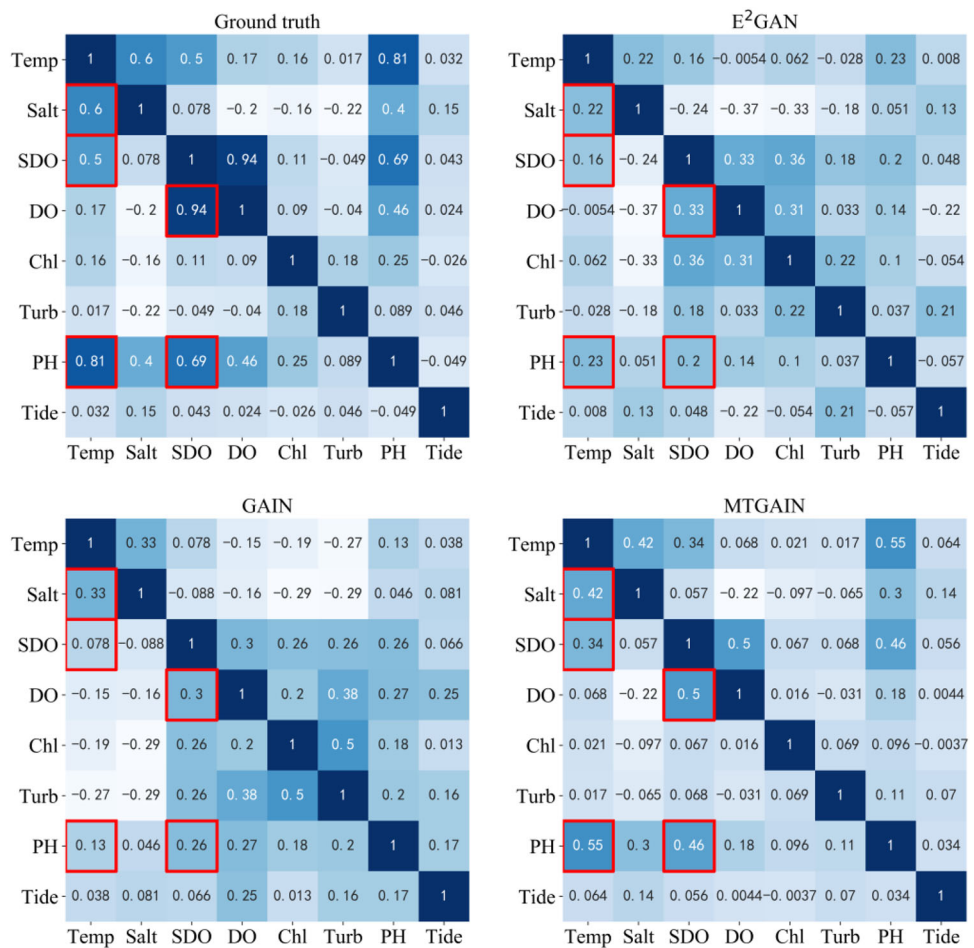 Ground truth
Temp 1 0.6 0.5 0.17 0.16 0.017 0.81 0.032
Salt 0.6 1 0.078 −0.2 −0.16 −0.22 0.4 0.15
SDO 0.5 0.078 1 0.94 0.11 −0.049 0.69 0.043
DO 0.17 −0.2 0.94 1 0.09 −0.04 0.46 0.024
Chl 0.16 −0.16 0.11 0.09 1 0.18 0.25 −0.026
Turb 0.017 −0.22 −0.049 −0.04 0.18 1 0.089 0.046
PH 0.81 0.4 0.69 0.46 0.25 0.089 1 −0.049
Tide 0.032 0.15 0.043 0.024 −0.026 0.046 −0.049 1
Temp Salt SDO DO Chl Turb PH Tide
E²GAN
Temp 1 0.22 0.16 −0.0054 0.062 −0.028 0.23 0.008
Salt 0.22 1 −0.24 −0.37 −0.33 −0.18 0.051 0.13
SDO 0.16 −0.24 1 0.33 0.36 0.18 0.2 0.048
DO −0.0054 −0.37 0.33 1 0.31 0.033 0.14 −0.22
Chl 0.062 −0.33 0.36 0.31 1 0.22 0.1 −0.054
Turb −0.028 −0.18 0.18 0.033 0.22 1 0.037 0.21
PH 0.23 0.051 0.2 0.14 0.1 0.037 1 −0.057
Tide 0.008 0.13 0.048 −0.22 −0.054 0.21 −0.057 1
Temp Salt SDO DO Chl Turb PH Tide
GAIN
Temp 1 0.33 0.078 −0.15 −0.19 −0.27 0.13 0.038
Salt 0.33 1 −0.088 −0.16 −0.29 −0.29 0.046 0.081
SDO 0.078 −0.088 1 0.3 0.26 0.26 0.26 0.066
DO −0.15 −0.16 0.3 1 0.2 0.38 0.27 0.25
Chl −0.19 −0.29 0.26 0.2 1 0.5 0.18 0.013
Turb −0.27 −0.29 0.26 0.38 0.5 1 0.2 0.16
PH 0.13 0.046 0.26 0.27 0.18 0.2 1 0.17
Tide 0.038 0.081 0.066 0.25 0.013 0.16 0.17 1
Temp Salt SDO DO Chl Turb PH Tide
MTGAIN
Temp 1 0.42 0.34 0.068 0.021 0.017 0.55 0.064
Salt 0.42 1 0.057 −0.22 −0.097 −0.065 0.3 0.14
SDO 0.34 0.057 1 0.5 0.067 0.068 0.46 0.056
DO 0.068 −0.22 0.5 1 0.016 −0.031 0.18 0.0044
Chl 0.021 −0.097 0.067 0.016 1 0.069 0.096 −0.0037
Turb 0.017 −0.065 0.068 −0.031 0.069 1 0.11 0.07
PH 0.55 0.3 0.46 0.18 0.096 0.11 1 0.034
Tide 0.064 0.14 0.056 0.0044 −0.0037 0.07 0.034 1
Temp Salt SDO DO Chl Turb PH Tide